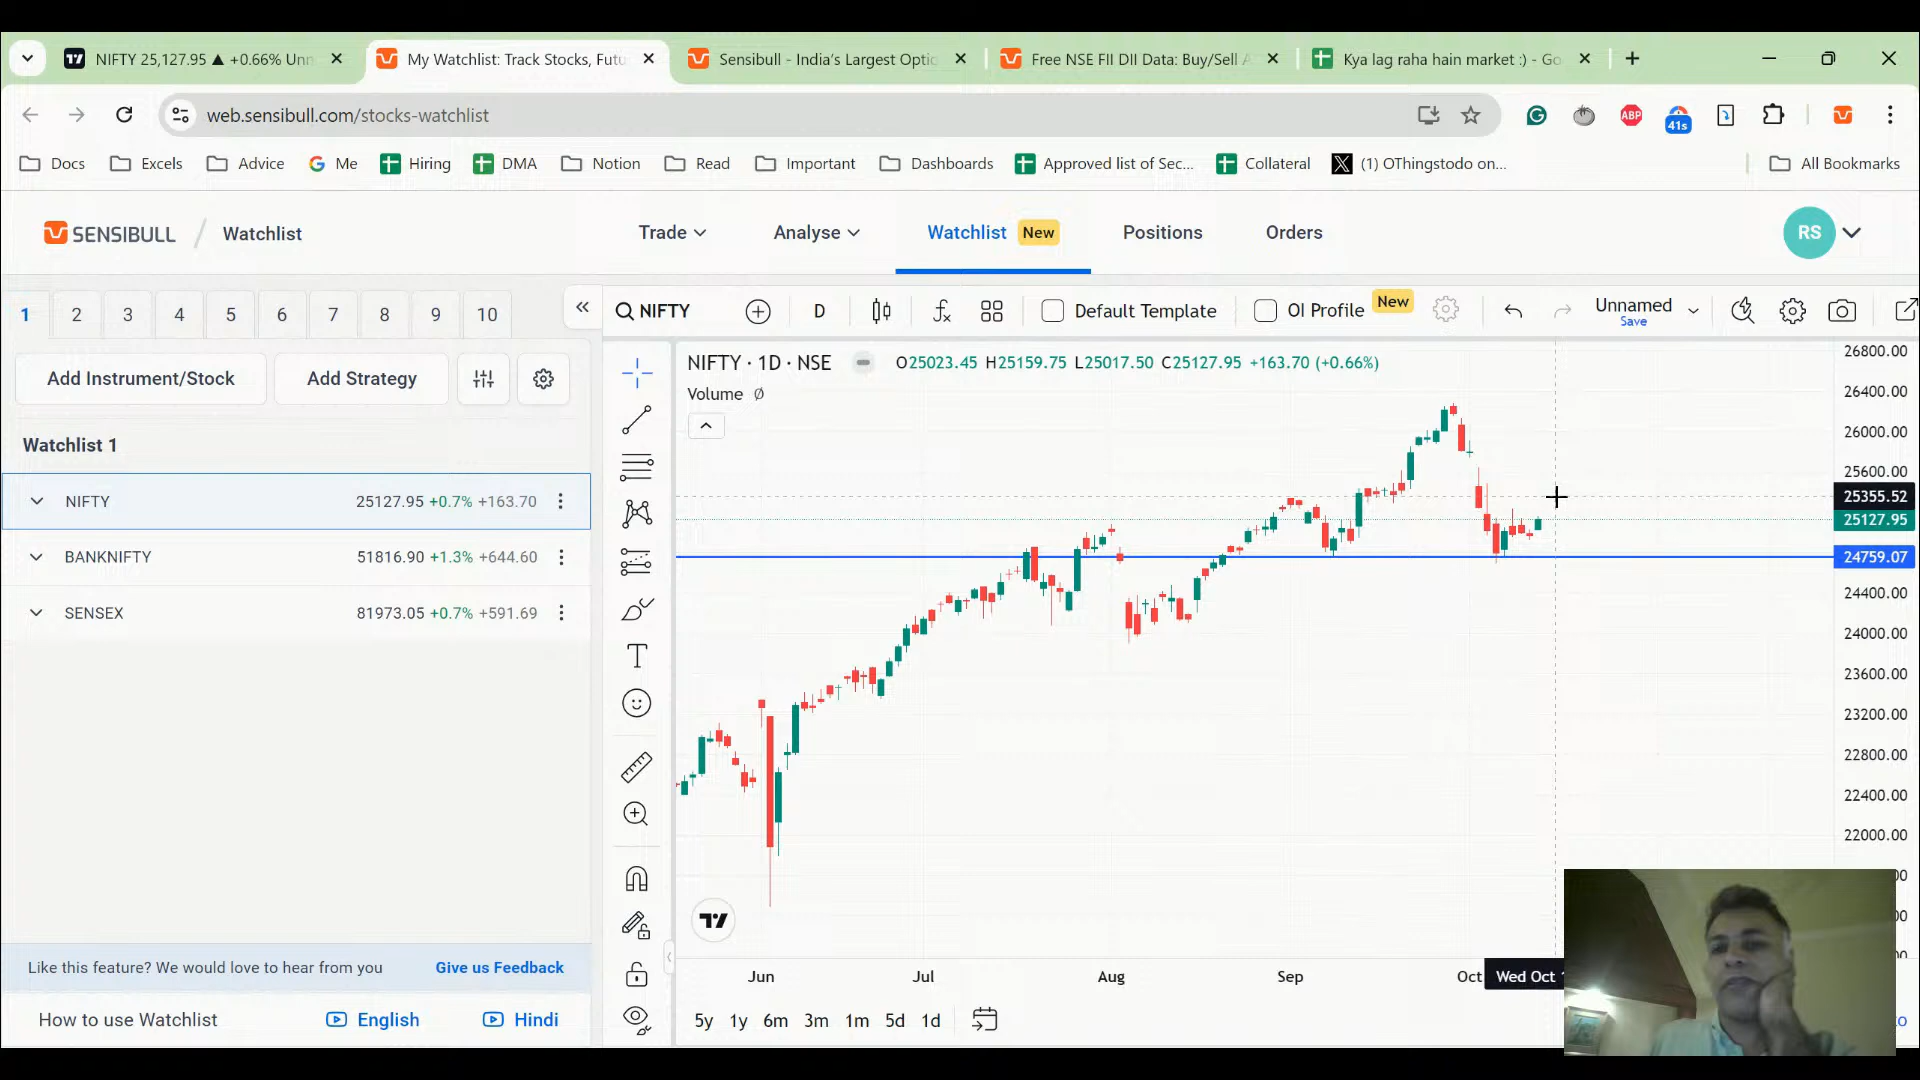 NIFTY 25,127.95 ▲ +0.66% Unn
My Watchlist: Track Stocks, Futu
Sensibull - India's Largest Optio
Free NSE FII DII Data: Buy/Sell A
Kya lag raha hain market :) - Go
web.sensibull.com/stocks-watchlist
ABP
41s
Docs
Excels
Advice
Me
Hiring
DMA
Notion
Read
Important
Dashboards
Approved list of Sec...
Collateral
(1) OThingstodo on...
All Bookmarks
SENSIBULL / Watchlist
Trade
Analyse
Watchlist New
Positions
Orders
RS
1 2 3 4 5 6 7 8 9 10
NIFTY
D
Default Template
OI Profile New
Unnamed
Save
Add Instrument/Stock
Add Strategy
Watchlist 1
NIFTY 25127.95 +0.7% +163.70
BANKNIFTY 51816.90 +1.3% +644.60
SENSEX 81973.05 +0.7% +591.69
Like this feature? We would love to hear from you
Give us Feedback
How to use Watchlist
English
Hindi
NIFTY · 1D · NSE O25023.45 H25159.75 L25017.50 C25127.95 +163.70 (+0.66%)
Volume Ø
26800.00
26400.00
26000.00
25600.00
25355.52
25127.95
24759.07
24400.00
24000.00
23600.00
23200.00
22800.00
22400.00
22000.00
Jun Jul Aug Sep Oct Wed Oct
5y 1y 6m 3m 1m 5d 1d